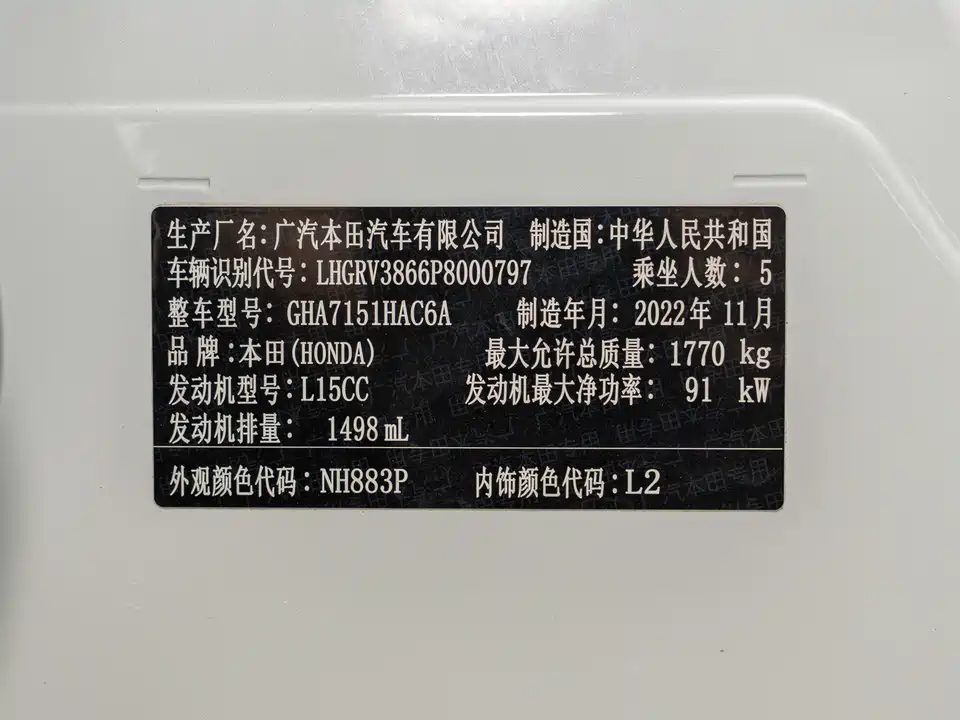 生产厂名:广汽本田汽车有限公司 制造国:中华人民共和国
车辆识别代号:LHGRV3866P8000797 乘坐人数:5
整车型号:GHA7151HAC6A 制造年月:2022年11月
品牌:本田(HONDA) 最大允许总质量:1770 kg
发动机型号:L15CC 发动机最大净功率:91 kW
发动机排量:1498mL
外观颜色代码:NH883P 内饰颜色代码:L2